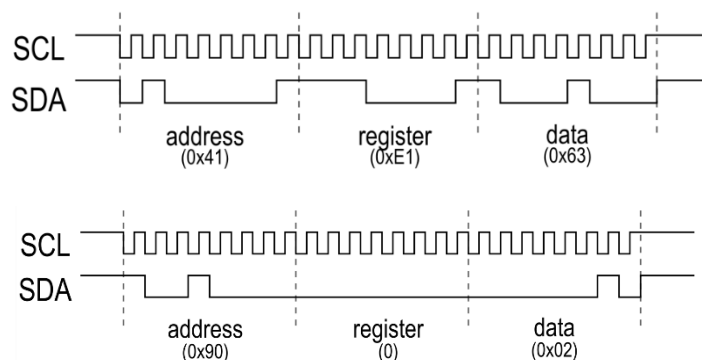 SCL
SDA
address register data
(0x41) (0xE1) (0x63)
SCL
SDA
address register data
(0x90) (0) (0x02)